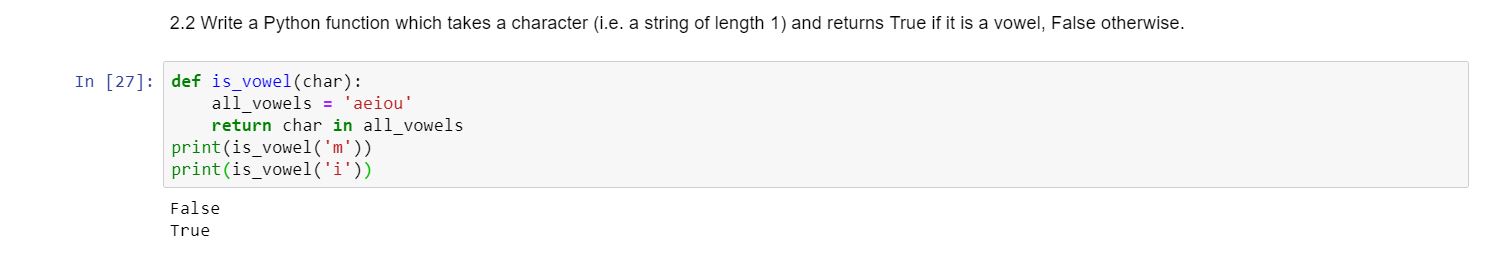 2.2 Write a Python function which takes a character (i.e. a string of length 1) and returns True if it is a vowel, False otherwise.
In [27]: def is_vowel(char):
    all_vowels = 'aeiou'
    return char in all_vowels
print(is_vowel('m'))
print(is_vowel('i'))
False
True